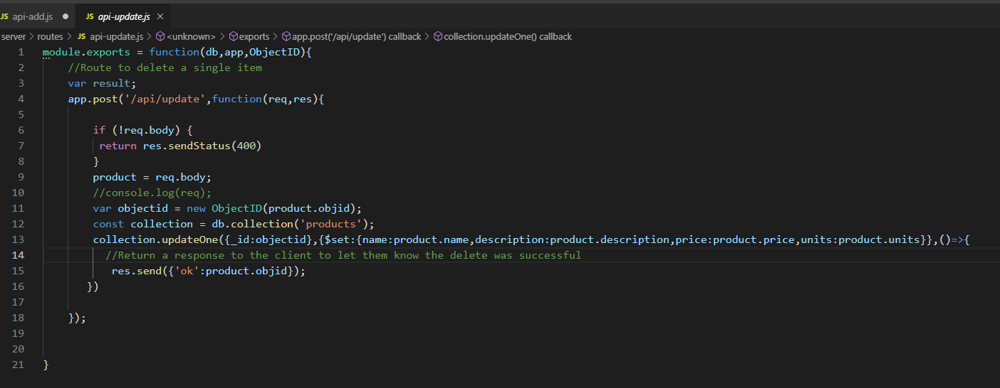 JS api-add.js ● JS api-update.js ×
server > routes > JS api-update.js > <unknown> > exports > app.post('/api/update') callback > collection.updateOne() callback
1 module.exports = function(db,app,ObjectID){
2 //Route to delete a single item
3 var result;
4 app.post('/api/update',function(req,res){
5
6 if (!req.body) {
7 return res.sendStatus(400)
8 }
9 product = req.body;
10 //console.log(req);
11 var objectid = new ObjectID(product.objid);
12 const collection = db.collection('products');
13 collection.updateOne({_id:objectid},{$set:{name:product.name,description:product.description,price:product.price,units:product.units}},()=>{
14 //Return a response to the client to let them know the delete was successful
15 res.send({'ok':product.objid});
16 })
17
18 });
19
20
21 }